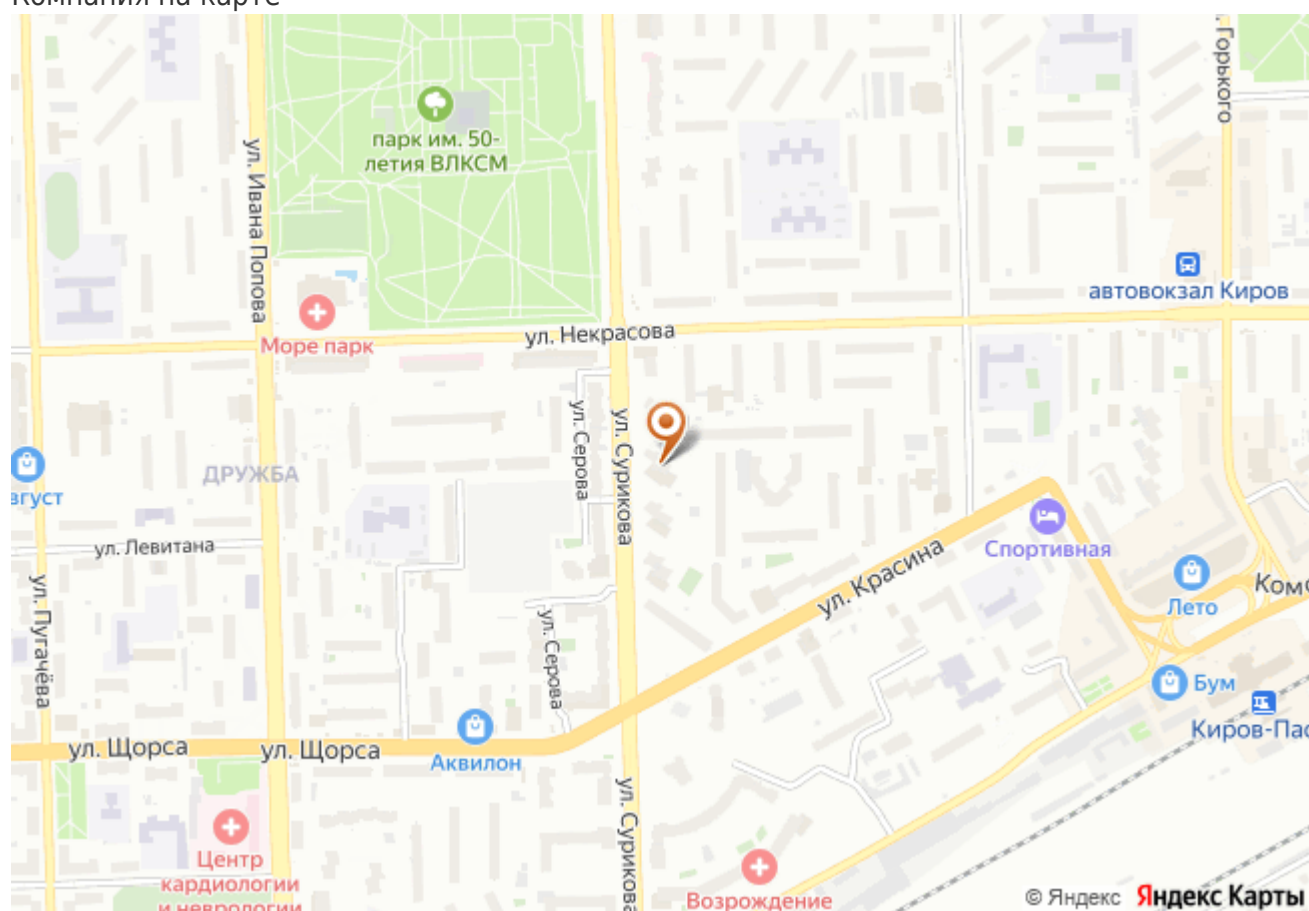 Компания на карте
ул. Горького
парк им. 50-
летия ВЛКСМ
ул. Ивана Попова
автовокзал Киров
ул. Некрасова
Море парк
ул. Серова
ул. Сурикова
ДРУЖБА
вгуст
ул. Левитана
Спортивная
ул. Красина
Лето
Комс
ул. Пугачёва
ул. Серова
Бум
Киров-Пас
ул. Щорса
ул. Щорса
Аквилон
ул. Сурикова
Центр
кардиологии
и неврологии
Возрождение
© Яндекс Яндекс Карты